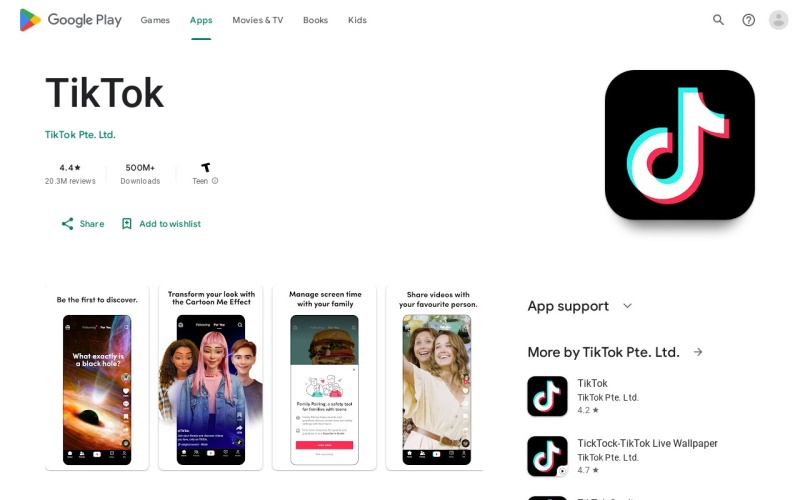 Google Play
Games
Apps
Movies & TV
Books
Kids
TikTok
TikTok Pte. Ltd.
4.4★
20.3M reviews
500M+
Downloads
Teen
Share
Add to wishlist
Be the first to discover.
What exactly is
a black hole?
Transform your look with
the Cartoon Me Effect
Manage screen time
with your family
Family Pairing: a safety tool
for families with teens
Share videos with
your favourite person.
App support
More by TikTok Pte. Ltd.
TikTok
TikTok Pte. Ltd.
4.2 ★
TickTock-TikTok Live Wallpaper
TikTok Pte. Ltd.
4.7 ★